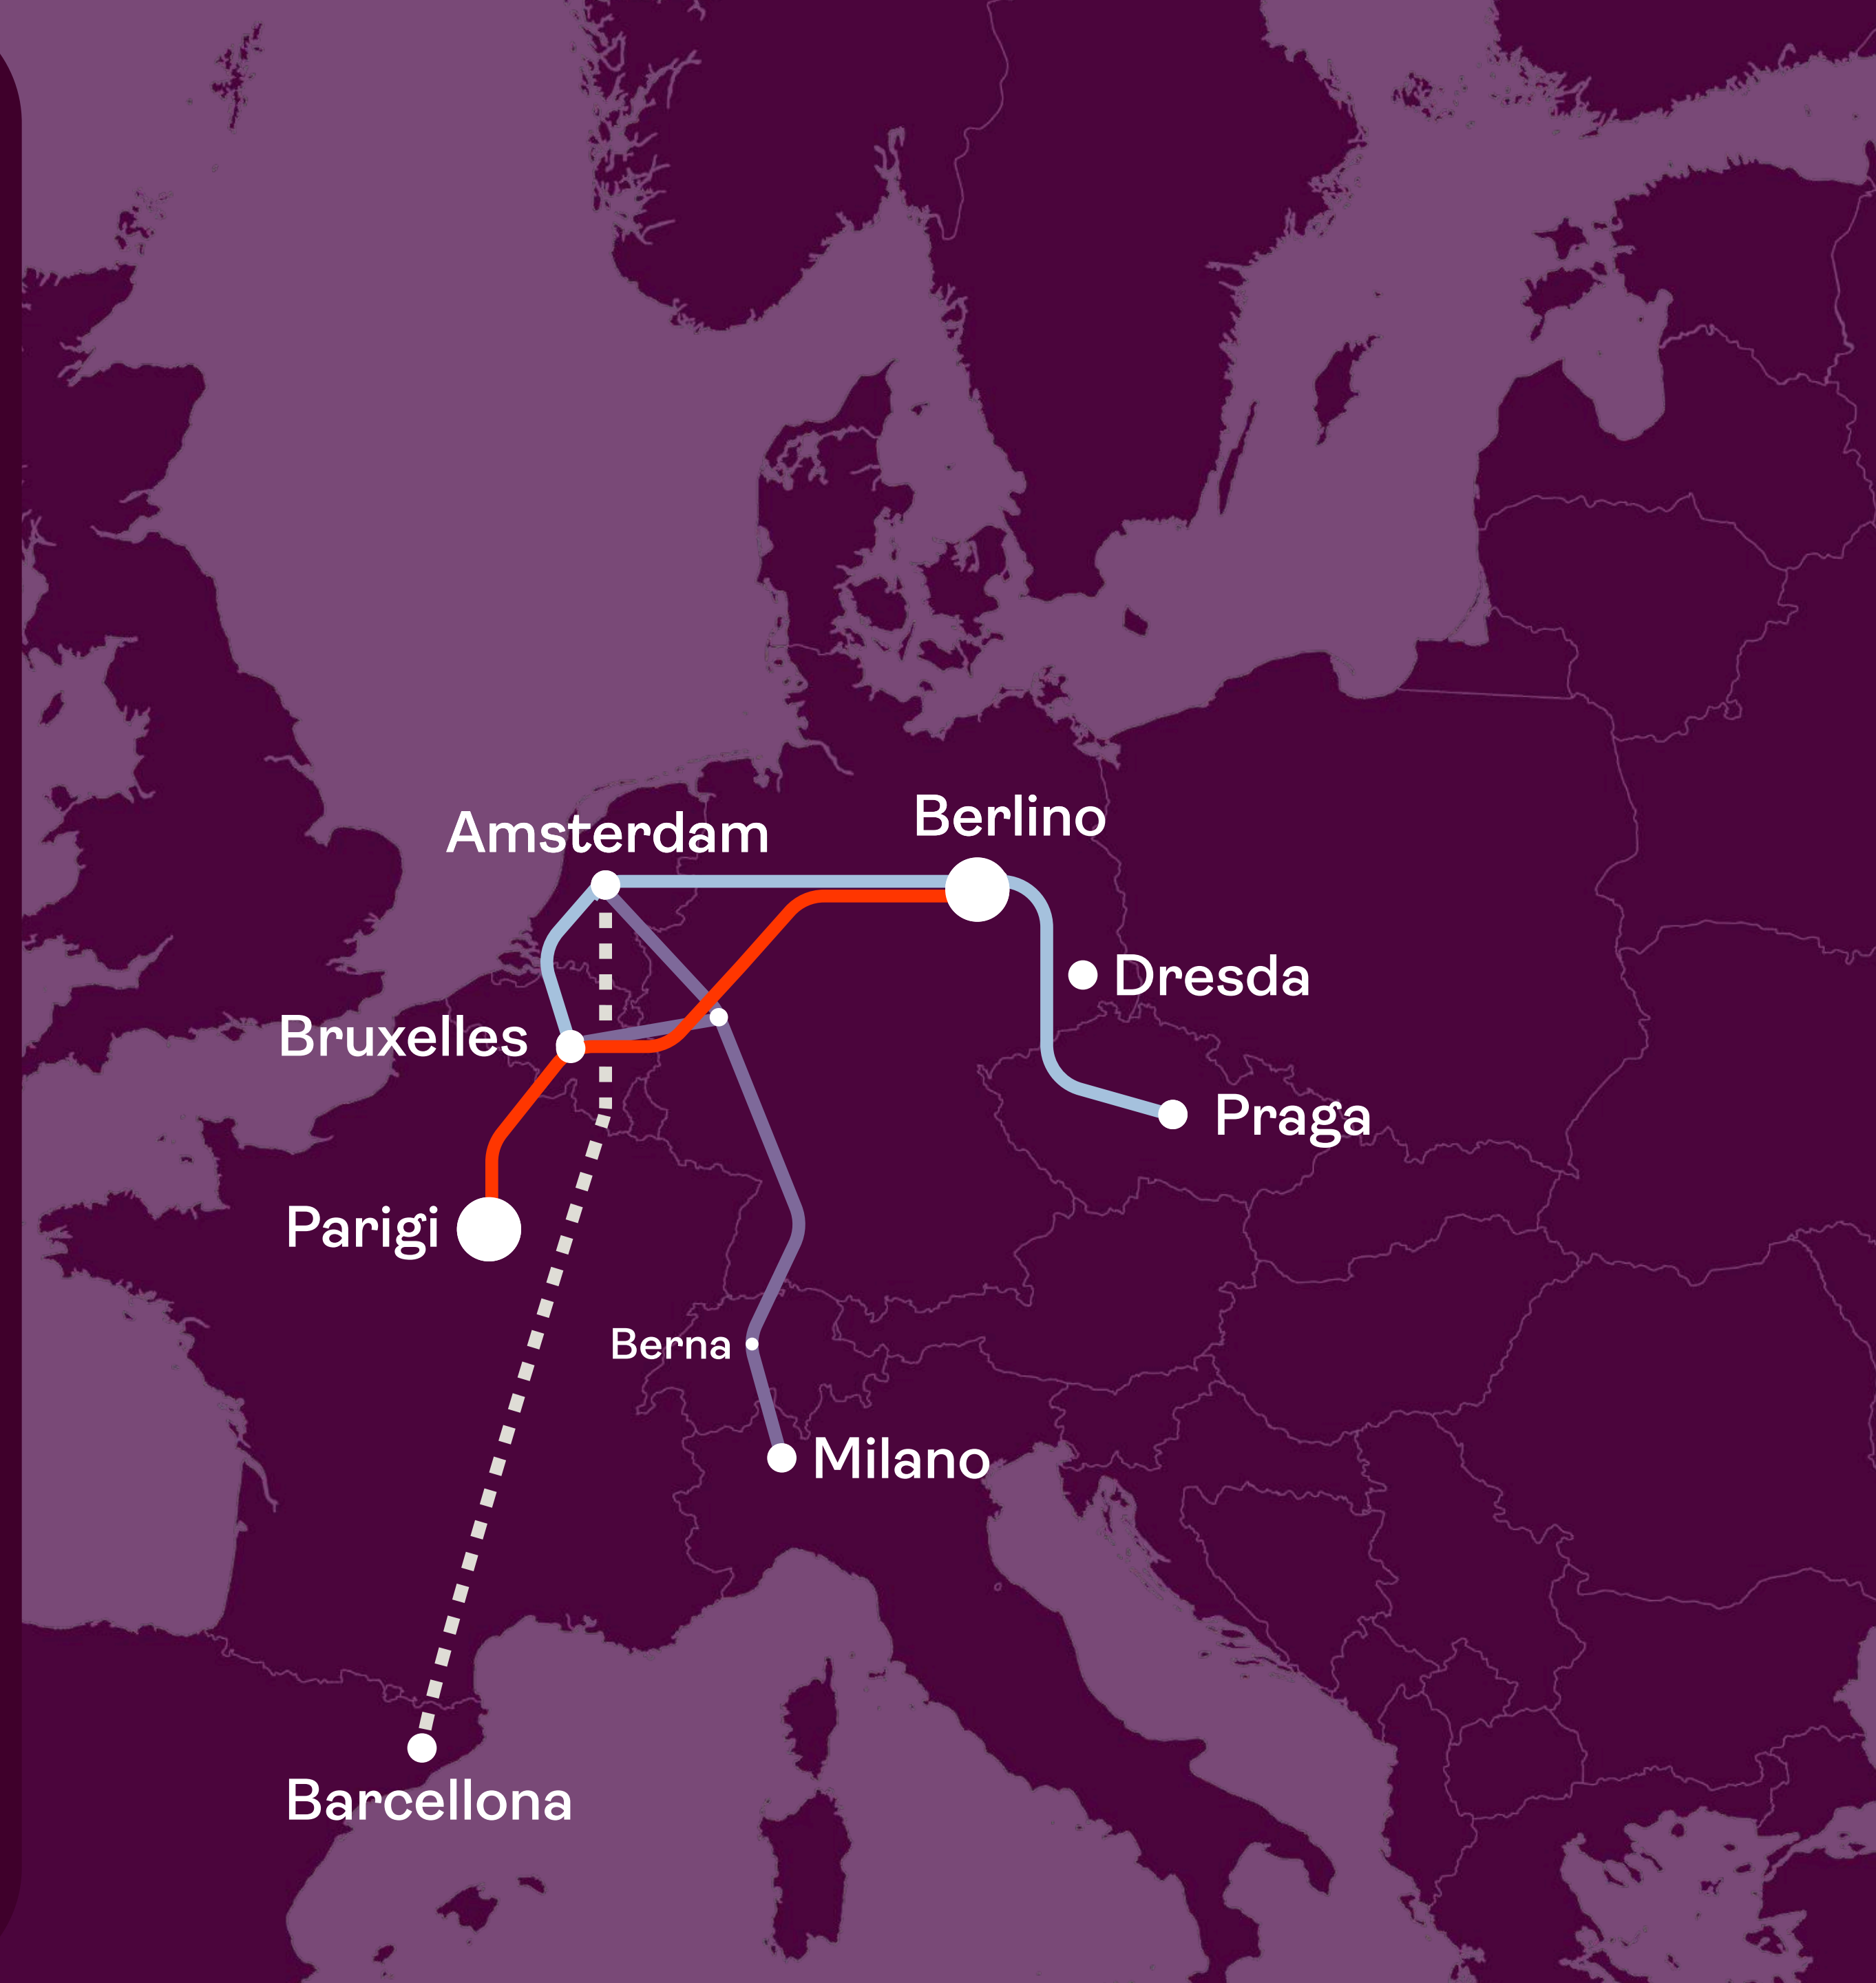 Amsterdam
Berlino
Dresda
Bruxelles
Praga
Parigi
Berna
Milano
Barcellona